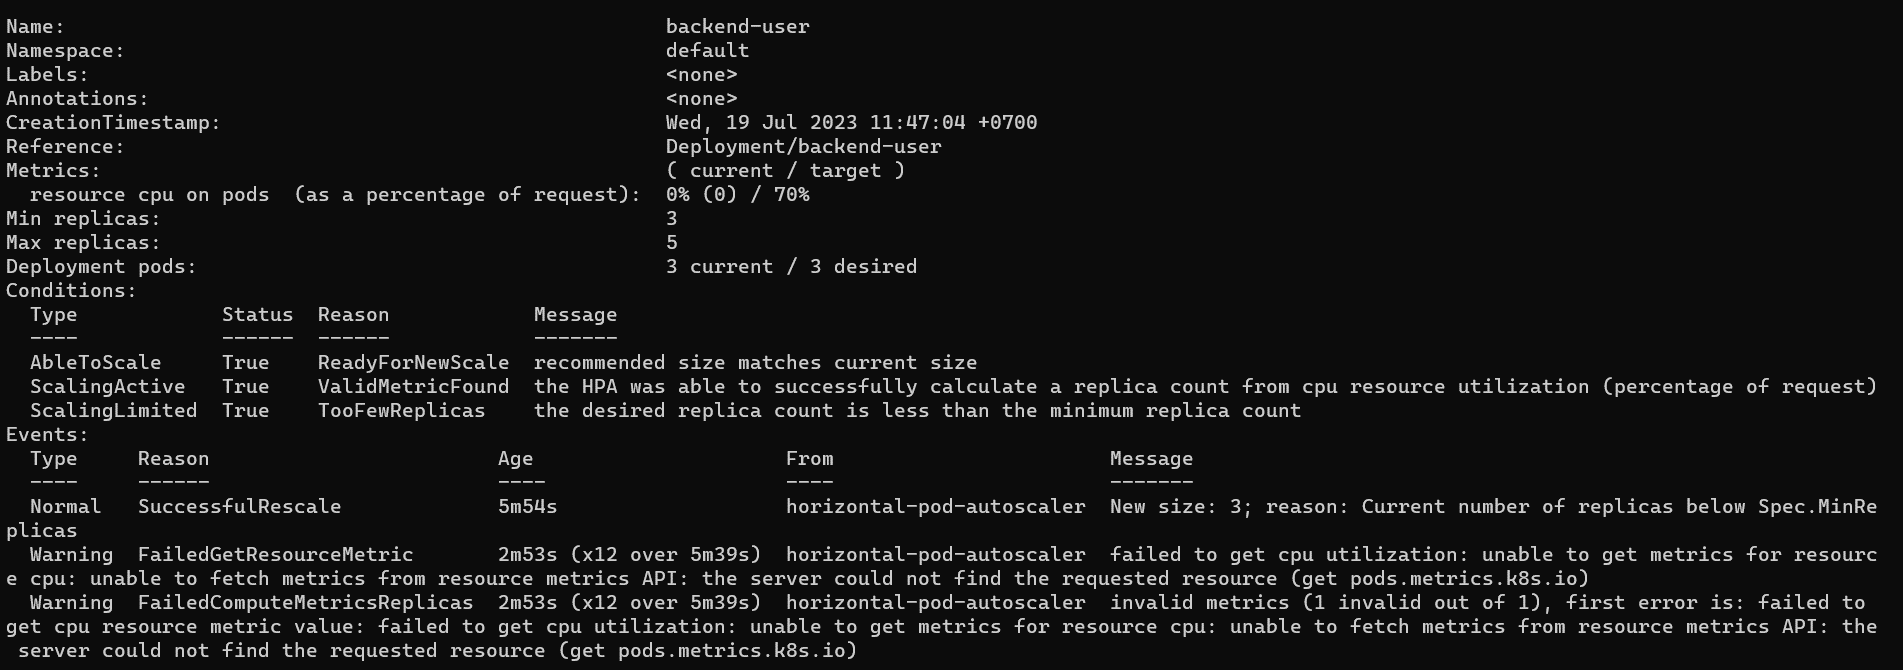 Name:                                                  backend-user
Namespace:                                             default
Labels:                                                <none>
Annotations:                                           <none>
CreationTimestamp:                                     Wed, 19 Jul 2023 11:47:04 +0700
Reference:                                             Deployment/backend-user
Metrics:                                               ( current / target )
  resource cpu on pods  (as a percentage of request):  0% (0) / 70%
Min replicas:                                          3
Max replicas:                                          5
Deployment pods:                                       3 current / 3 desired
Conditions:
  Type            Status  Reason            Message
  ----            ------  ------            -------
  AbleToScale     True    ReadyForNewScale  recommended size matches current size
  ScalingActive   True    ValidMetricFound  the HPA was able to successfully calculate a replica count from cpu resource utilization (percentage of request)
  ScalingLimited  True    TooFewReplicas    the desired replica count is less than the minimum replica count
Events:
  Type     Reason                        Age                     From                       Message
  ----     ------                        ----                    ----                       -------
  Normal   SuccessfulRescale             5m54s                   horizontal-pod-autoscaler  New size: 3; reason: Current number of replicas below Spec.MinRe
plicas
  Warning  FailedGetResourceMetric       2m53s (x12 over 5m39s)  horizontal-pod-autoscaler  failed to get cpu utilization: unable to get metrics for resourc
e cpu: unable to fetch metrics from resource metrics API: the server could not find the requested resource (get pods.metrics.k8s.io)
  Warning  FailedComputeMetricsReplicas  2m53s (x12 over 5m39s)  horizontal-pod-autoscaler  invalid metrics (1 invalid out of 1), first error is: failed to
get cpu resource metric value: failed to get cpu utilization: unable to get metrics for resource cpu: unable to fetch metrics from resource metrics API: the
 server could not find the requested resource (get pods.metrics.k8s.io)